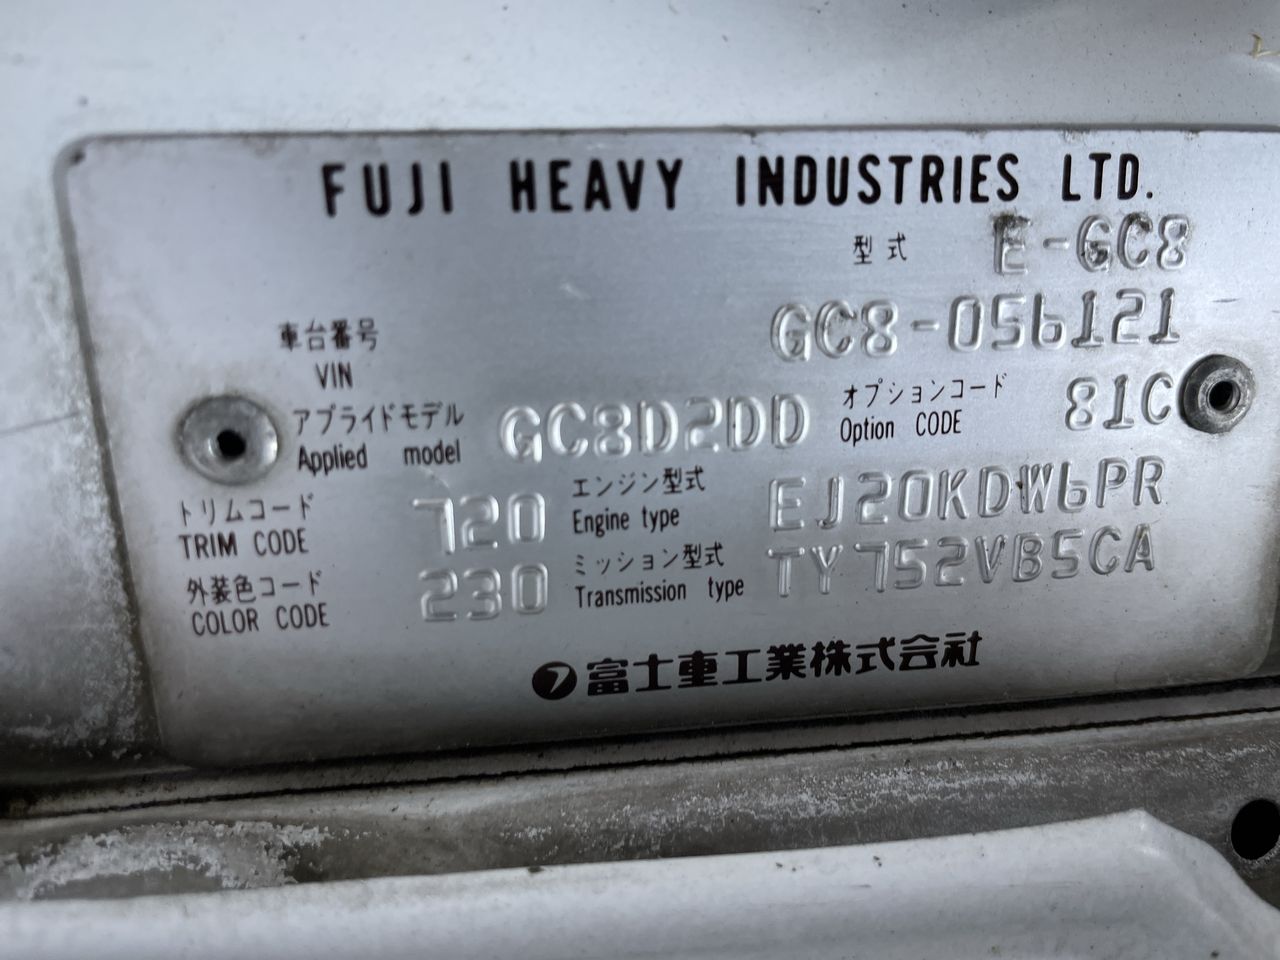 FUJI HEAVY INDUSTRIES LTD.
型式 E-GC8
車台番号
VIN GC8-056121
アプライドモデル
Applied model GC8D2DD
オプションコード
Option CODE 81C
トリムコード
TRIM CODE 720
エンジン型式
Engine type EJ20KDW6PR
外装色コード
COLOR CODE 230
ミッション型式
Transmission type TY752VB5CA
フ 富士重工業株式会社